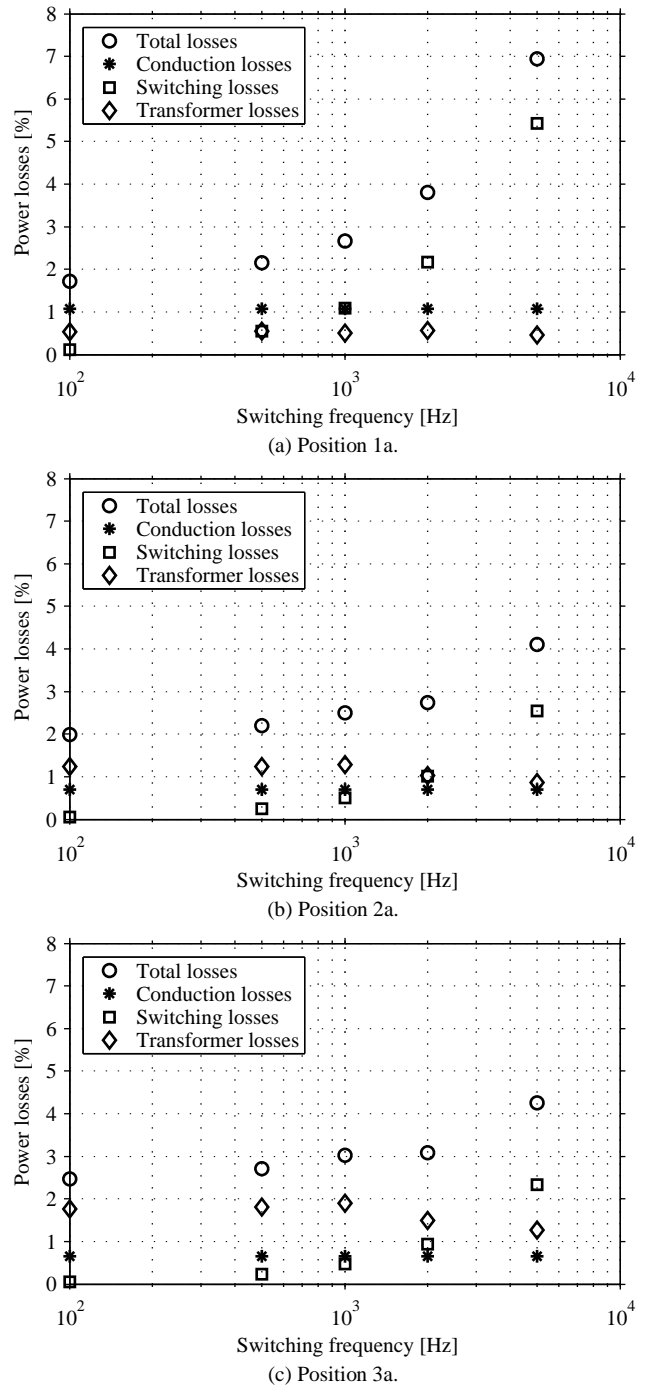 8
7
6
5
4
3
2
1
0
Power losses [%]
Total losses
Conduction losses
Switching losses
Transformer losses
10^2 10^3 10^4
Switching frequency [Hz]
(a) Position 1a.
8
7
6
5
4
3
2
1
0
Power losses [%]
Total losses
Conduction losses
Switching losses
Transformer losses
10^2 10^3 10^4
Switching frequency [Hz]
(b) Position 2a.
8
7
6
5
4
3
2
1
0
Power losses [%]
Total losses
Conduction losses
Switching losses
Transformer losses
10^2 10^3 10^4
Switching frequency [Hz]
(c) Position 3a.